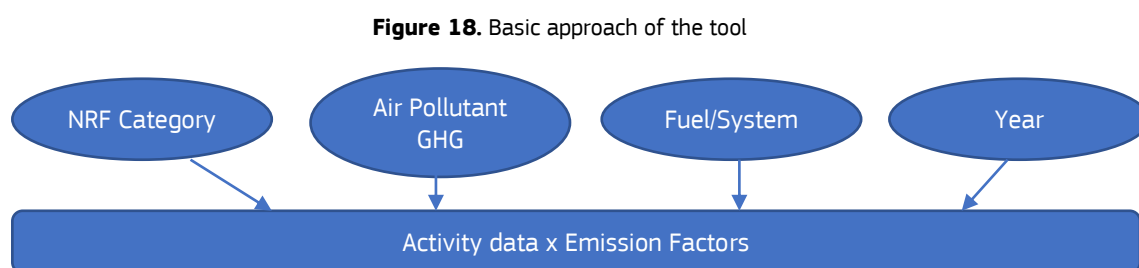 Figure 18. Basic approach of the tool
NRF Category
Air Pollutant
GHG
Fuel/System
Year
Activity data x Emission Factors